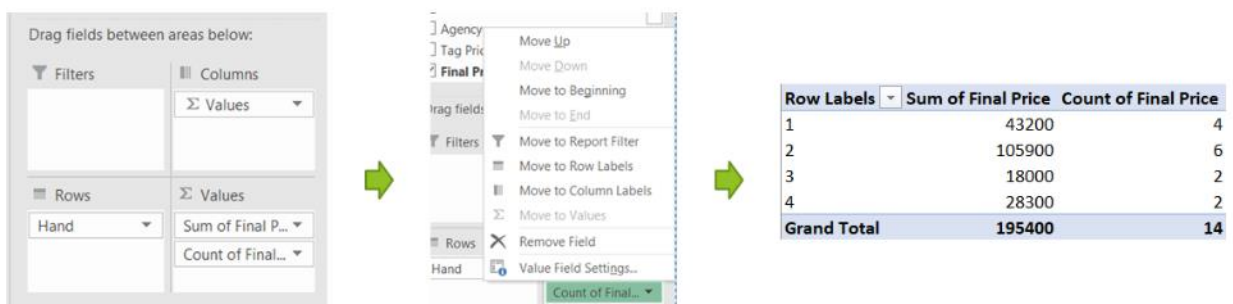 Drag fields between areas below:
Filters
Columns
Σ Values
Rows
Σ Values
Hand
Sum of Final P...
Count of Final...
Agency
Tag Pric
Final Pr
Drag fields
Filters
Rows
Hand
Move Up
Move Down
Move to Beginning
Move to End
Move to Report Filter
Move to Row Labels
Move to Column Labels
Σ Move to Values
Remove Field
Value Field Settings...
Count of Final...
Row Labels Sum of Final Price Count of Final Price
1 43200 4
2 105900 6
3 18000 2
4 28300 2
Grand Total 195400 14